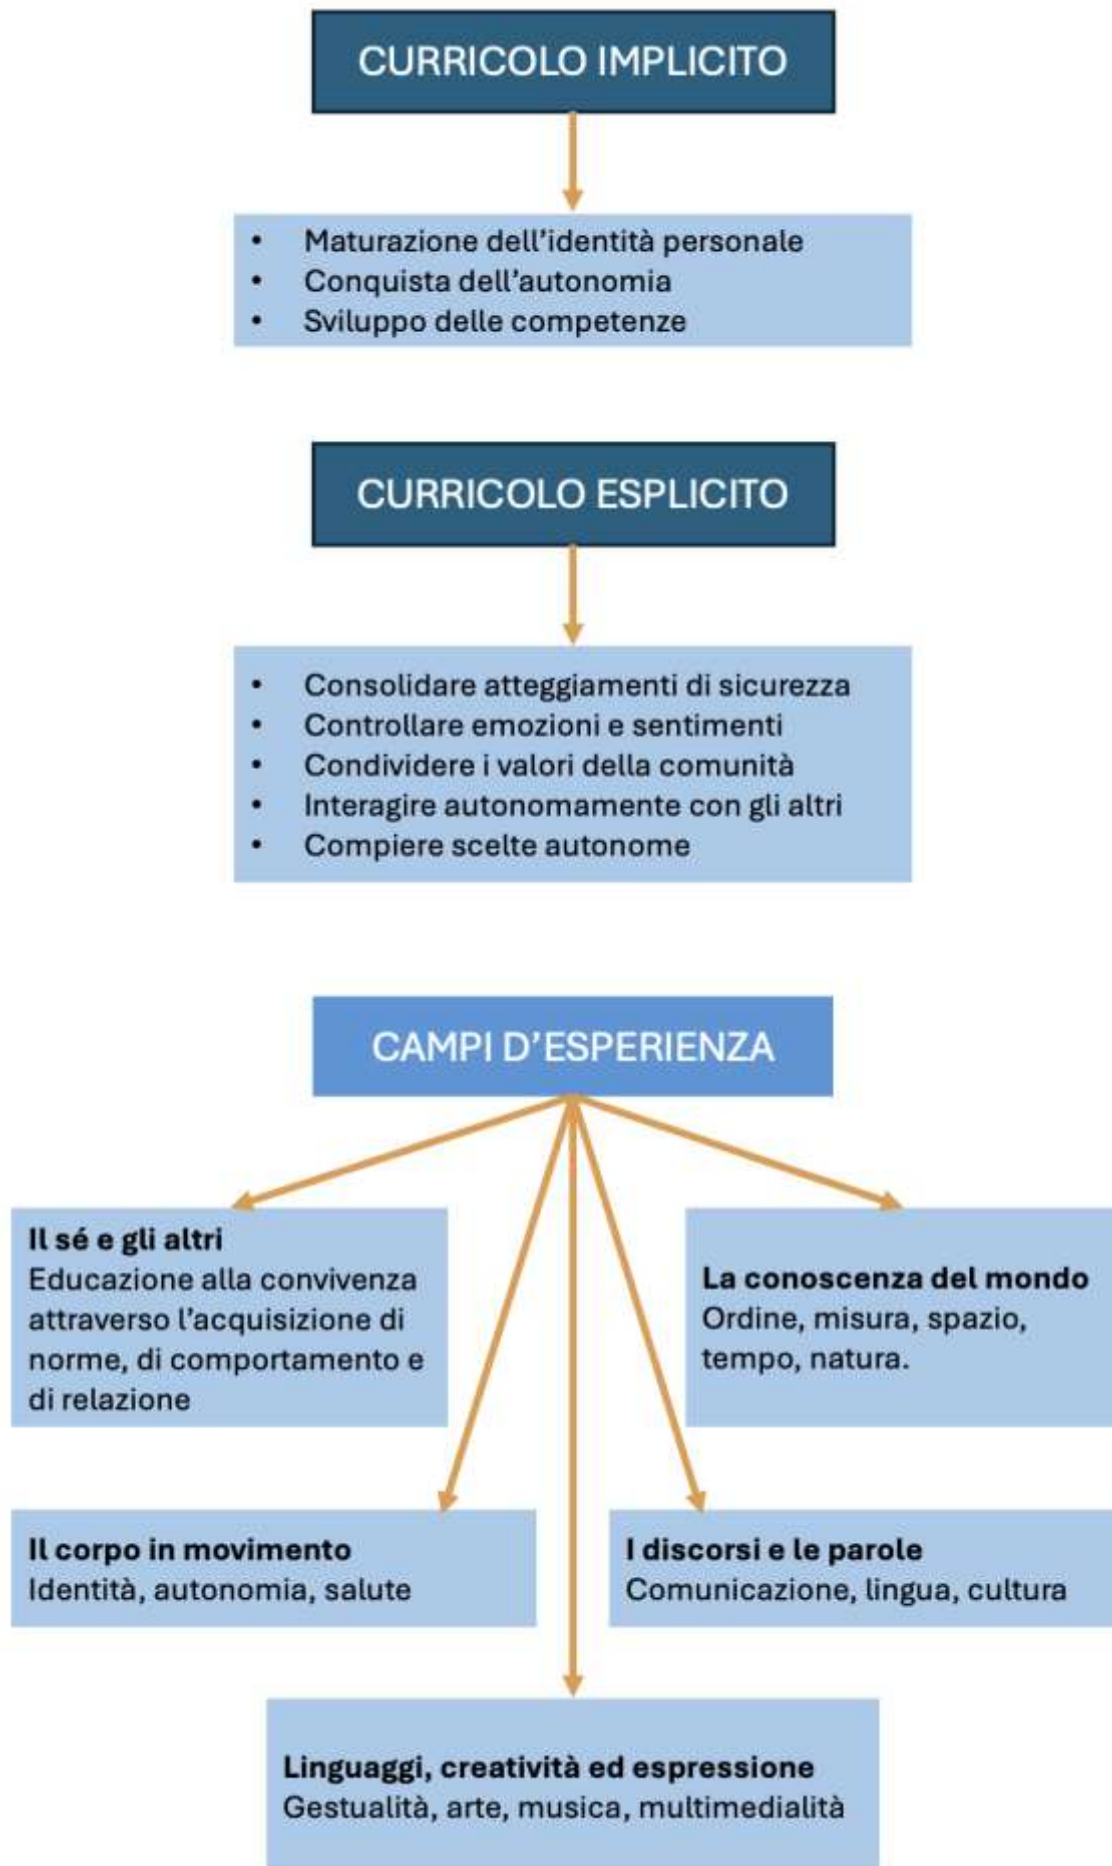 CURRICOLO IMPLICITO
• Maturazione dell’identità personale
• Conquista dell’autonomia
• Sviluppo delle competenze
CURRICOLO ESPLICITO
• Consolidare atteggiamenti di sicurezza
• Controllare emozioni e sentimenti
• Condividere i valori della comunità
• Interagire autonomamente con gli altri
• Compiere scelte autonome
CAMPI D’ESPERIENZA
Il sé e gli altri
Educazione alla convivenza
attraverso l’acquisizione di
norme, di comportamento e
di relazione
La conoscenza del mondo
Ordine, misura, spazio,
tempo, natura.
Il corpo in movimento
Identità, autonomia, salute
I discorsi e le parole
Comunicazione, lingua, cultura
Linguaggi, creatività ed espressione
Gestualità, arte, musica, multimedialità